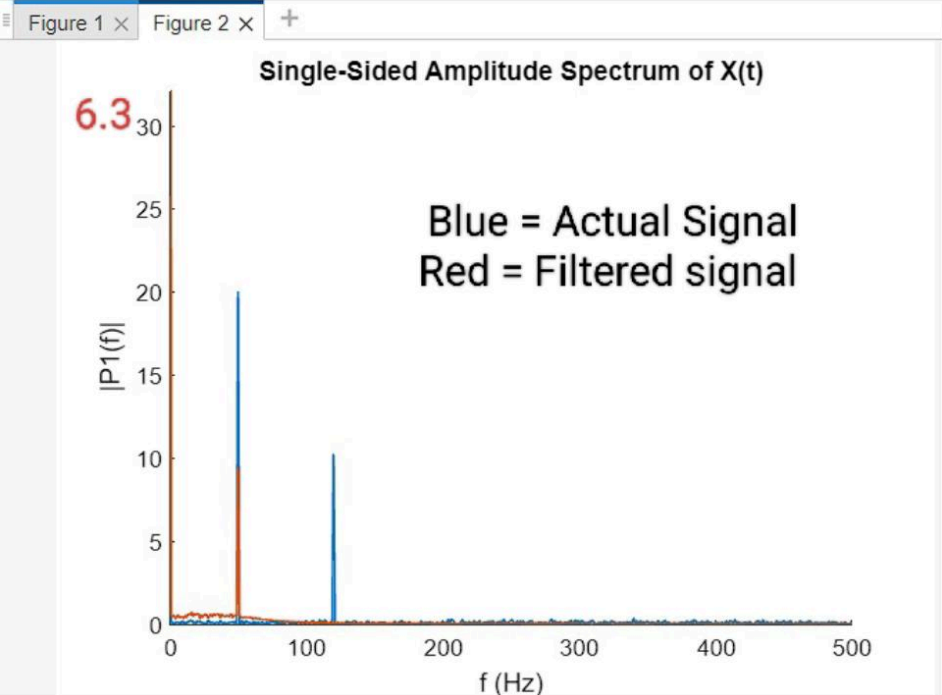 Figure 1 × Figure 2 × +
Single-Sided Amplitude Spectrum of X(t)
6.3
30
25
20
15
10
5
0
|P1(f)|
Blue = Actual Signal
Red = Filtered signal
0 100 200 300 400 500
f (Hz)